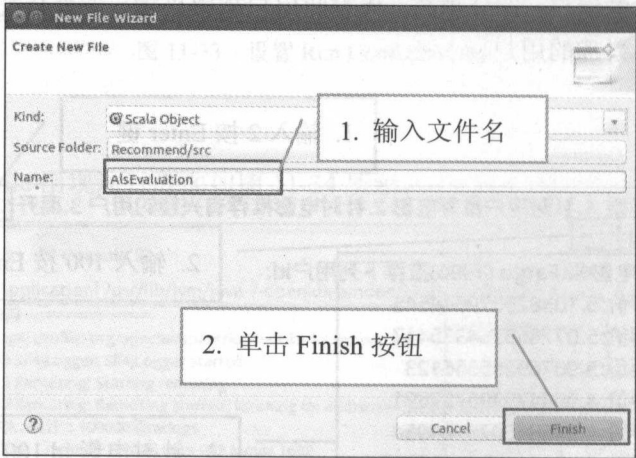 New File Wizard
Create New File
Kind: Scala Object
Source Folder: Recommend/src
Name: AlsEvaluation
1. 输入文件名
2. 单击 Finish 按钮
Cancel
Finish